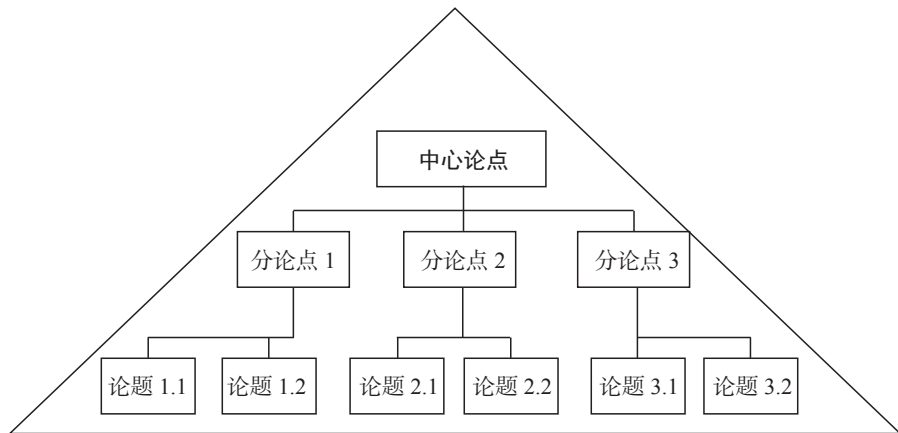 中心论点
分论点 1 分论点 2 分论点 3
论题 1.1 论题 1.2 论题 2.1 论题 2.2 论题 3.1 论题 3.2